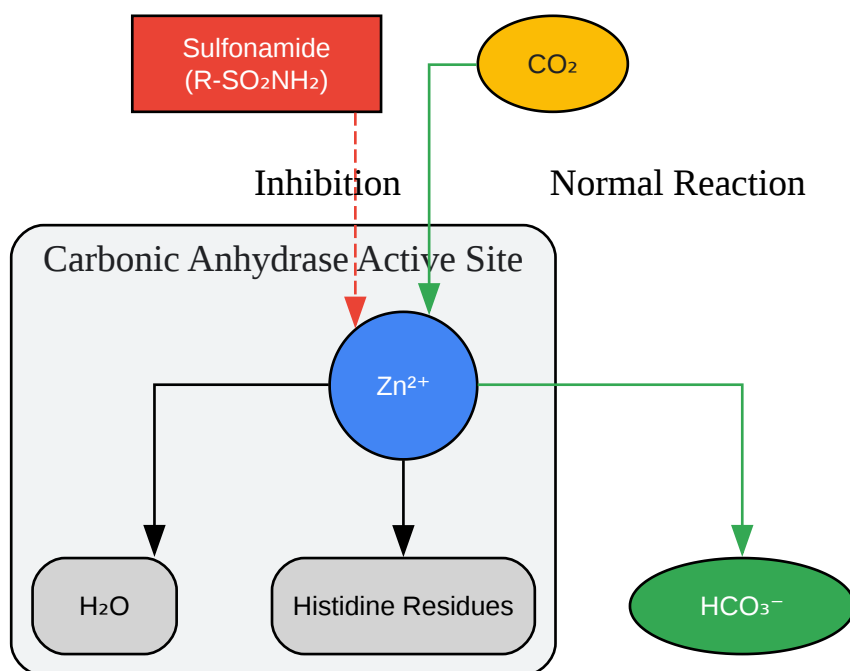 Sulfonamide
(R-SO₂NH₂)
CO₂
Inhibition
Normal Reaction
Carbonic Anhydrase Active Site
Zn²⁺
H₂O
Histidine Residues
HCO₃⁻